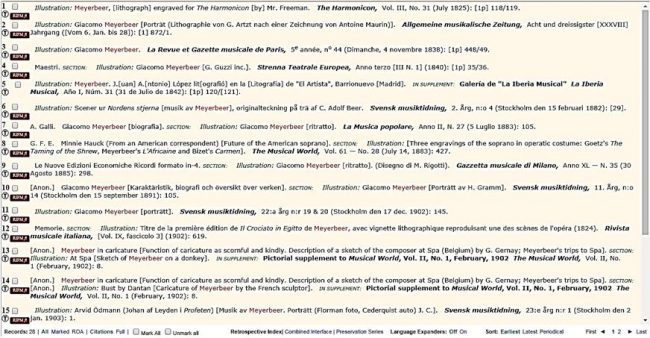 1 Illustration: Meyerbeer, [lithograph] engraved for The Harmonicon [by] Mr. Freeman. The Harmonicon, Vol. III, No. 31 (July 1825): [1p] 118/119.
2 Illustration: Giacomo Meyerbeer [Porträt (Lithographie von G. Artzt nach einer Zeichnung von Antoine Maurin)]. Allgemeine musikalische Zeitung, Acht und dreissigster [XXXVIII]
Jahrgang ([Vom 6. Jan. bis 28]): [1] 872/1.
3 Illustration: Giacomo Meyerbeer. La Revue et Gazette musicale de Paris, 5e année, no 44 (Dimanche, 4 novembre 1838): [1p] 448/49.
4 Maestri. SECTION: Illustration: Giacomo Meyerbeer [G. Guzzi inc.]. Strenna Teatrale Europea, Anno terzo [III N. 1] (1840): [1p] 35/36.
5 Illustration: Meyerbeer. J.[uan] A.[ntonio] López lit[ografió] en la [Litografía] de "El Artista", Barrionuevo [Madrid]. IN SUPPLEMENT: Galería de "La Iberia Musical" La Iberia
Musical, Año I, Núm. 31 (31 de Julio de 1842): [1p] 120/[121].
6 Illustration: Scener ur Nordens stjerna [musik av Meyerbeer], originalteckning på trä af C. Adolf Beer. Svensk musiktidning, 2. Årg, n:o 4 (Stockholm den 15 februari 1882): [29].
7 A. Galli. Giacomo Meyerbeer [biografia]. SECTION: Illustration: Giacomo Meyerbeer [ritratto]. La Musica popolare, Anno II, N. 27 (5 Luglio 1883): 105.
8 G. F. E. Minnie Hauck (From an American correspondent) [Future of the American soprano]. SECTION: Illustration: [Three engravings of the soprano in operatic costume: Goetz's The
Taming of the Shrew, Meyerbeer's L'Africaine and Bizet's Carmen]. The Musical World, Vol. 61 — No. 28 (July 14, 1883): 427.
9 Le Nuove Edizioni Economiche Ricordi formato in-4. SECTION: Illustration: Giacomo Meyerbeer [ritratto]. (Disegno di M. Rigotti). Gazzetta musicale di Milano, Anno XL — N. 35 (30
Agosto 1885): 298.
10 [Anon.] Giacomo Meyerbeer [Karaktäristik, biografi och översikt över verken]. SECTION: Illustration: Giacomo Meyerbeer [Porträtt av H. Gramm]. Svensk musiktidning, 11. Årg, n:o
14 (Stockholm den 15 september 1891): 105.
11 Illustration: Giacomo Meyerbeer [porträtt]. Svensk musiktidning, 22:a årg n:r 19 & 20 (Stockholm den 17 dec. 1902): 145.
12 Memorie. SECTION: Illustration: Titre de la première édition de Il Crociato in Egitto de Meyerbeer, avec vignette lithographique reproduisant une des scènes de l'opéra (1824). Rivista
musicale italiana, (Vol. IX, fascicolo 3] (1902): 619.
13 [Anon.] Meyerbeer in caricature [Function of caricature as scornful and kindly. Description of a sketch of the composer at Spa (Belgium) by G. Gernay; Meyerbeer's trips to Spa]. SECTION:
Illustration: At Spa [Sketch of Meyerbeer on a donkey]. IN SUPPLEMENT: Pictorial supplement to Musical World, Vol. II, No. 1, February, 1902 The Musical World, Vol. II, No.
1 (February, 1902): 8.
14 [Anon.] Meyerbeer in caricature [Function of caricature as scornful and kindly. Description of a sketch of the composer at Spa (Belgium) by G. Gernay; Meyerbeer's trips to Spa]. SECTION:
Illustration: Bust by Dantan [Caricature of Meyerbeer by the French sculptor]. IN SUPPLEMENT: Pictorial supplement to Musical World, Vol. II, No. 1, February, 1902 The
Musical World, Vol. II, No. 1 (February, 1902): 8.
15 Illustration: Arvid Ödmann (Johan af Leyden i Profeten) [Musik av Meyerbeer. Porträtt (Florman foto, Cederquist auto) J. C.]. Svensk musiktidning, 23:e årg n:r 1 (Stockholm den 2
jan. 1903): 1.
Records: 28 | All Marked RDA | Citations Full | Mark All Unmark all Retrospective Index| Combined Interface | Preservation Series Language Expanders: Off On Sort: Earliest Latest Periodical First ◄ 1 2 ► Last